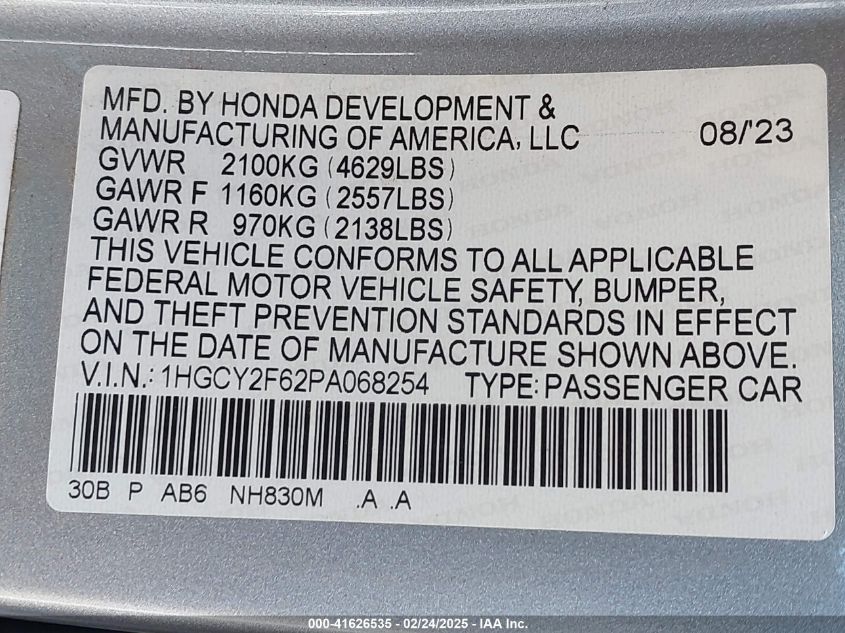 MFD. BY HONDA DEVELOPMENT &
MANUFACTURING OF AMERICA, LLC 08/'23
GVWR 2100KG (4629LBS)
GAWR F 1160KG (2557LBS)
GAWR R 970KG (2138LBS)
THIS VEHICLE CONFORMS TO ALL APPLICABLE
FEDERAL MOTOR VEHICLE SAFETY, BUMPER,
AND THEFT PREVENTION STANDARDS IN EFFECT
ON THE DATE OF MANUFACTURE SHOWN ABOVE.
V.I.N.: 1HGCY2F62PA068254 TYPE: PASSENGER CAR
30B P AB6 NH830M .A .A
000-41626535 - 02/24/2025 - IAA Inc.